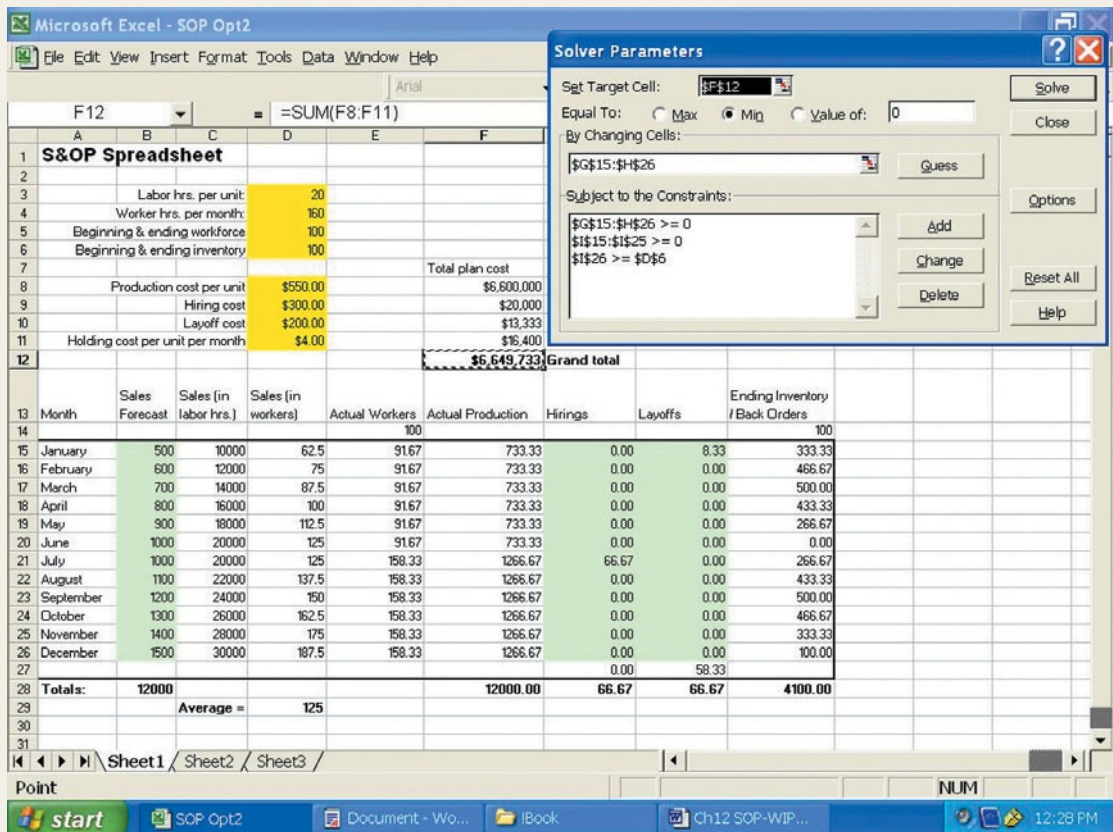 Microsoft Excel - SOP Opt2
File Edit View Insert Format Tools Data Window Help
Arial
F12 = =SUM(F8:F11)
A B C D E F
1 S&OP Spreadsheet
2
3 Labor hrs. per unit: 20
4 Worker hrs. per month: 160
5 Beginning & ending workforce 100
6 Beginning & ending inventory 100
7 Total plan cost
8 Production cost per unit $550.00 $6,600,000
9 Hiring cost $300.00 $20,000
10 Layoff cost $200.00 $13,333
11 Holding cost per unit per month $4.00 $16,400
12 $6,649,733 Grand total
Solver Parameters
Set Target Cell: $F$12 Solve
Equal To: Max Min Value of: 0 Close
By Changing Cells:
$G$15:$H$26 Guess
Subject to the Constraints: Options
$G$15:$H$26 >= 0 Add
$I$15:$I$25 >= 0
$I$26 >= $D$6 Change
Reset All
Delete
Help
Sales Sales (in Sales (in Ending Inventory
13 Month Forecast labor hrs.) workers) Actual Workers Actual Production Hirings Layoffs / Back Orders
14 100 100
15 January 500 10000 62.5 91.67 733.33 0.00 8.33 333.33
16 February 600 12000 75 91.67 733.33 0.00 0.00 466.67
17 March 700 14000 87.5 91.67 733.33 0.00 0.00 500.00
18 April 800 16000 100 91.67 733.33 0.00 0.00 433.33
19 May 900 18000 112.5 91.67 733.33 0.00 0.00 266.67
20 June 1000 20000 125 91.67 733.33 0.00 0.00 0.00
21 July 1000 20000 125 158.33 1266.67 66.67 0.00 266.67
22 August 1100 22000 137.5 158.33 1266.67 0.00 0.00 433.33
23 September 1200 24000 150 158.33 1266.67 0.00 0.00 500.00
24 October 1300 26000 162.5 158.33 1266.67 0.00 0.00 466.67
25 November 1400 28000 175 158.33 1266.67 0.00 0.00 333.33
26 December 1500 30000 187.5 158.33 1266.67 0.00 0.00 100.00
27 0.00 58.33
28 Totals: 12000 12000.00 66.67 66.67 4100.00
29 Average = 125
30
31
Sheet1 Sheet2 Sheet3
Point NUM
start SOP Opt2 Document - Wo... !Book Ch12 SOP-WIP... 12:28 PM